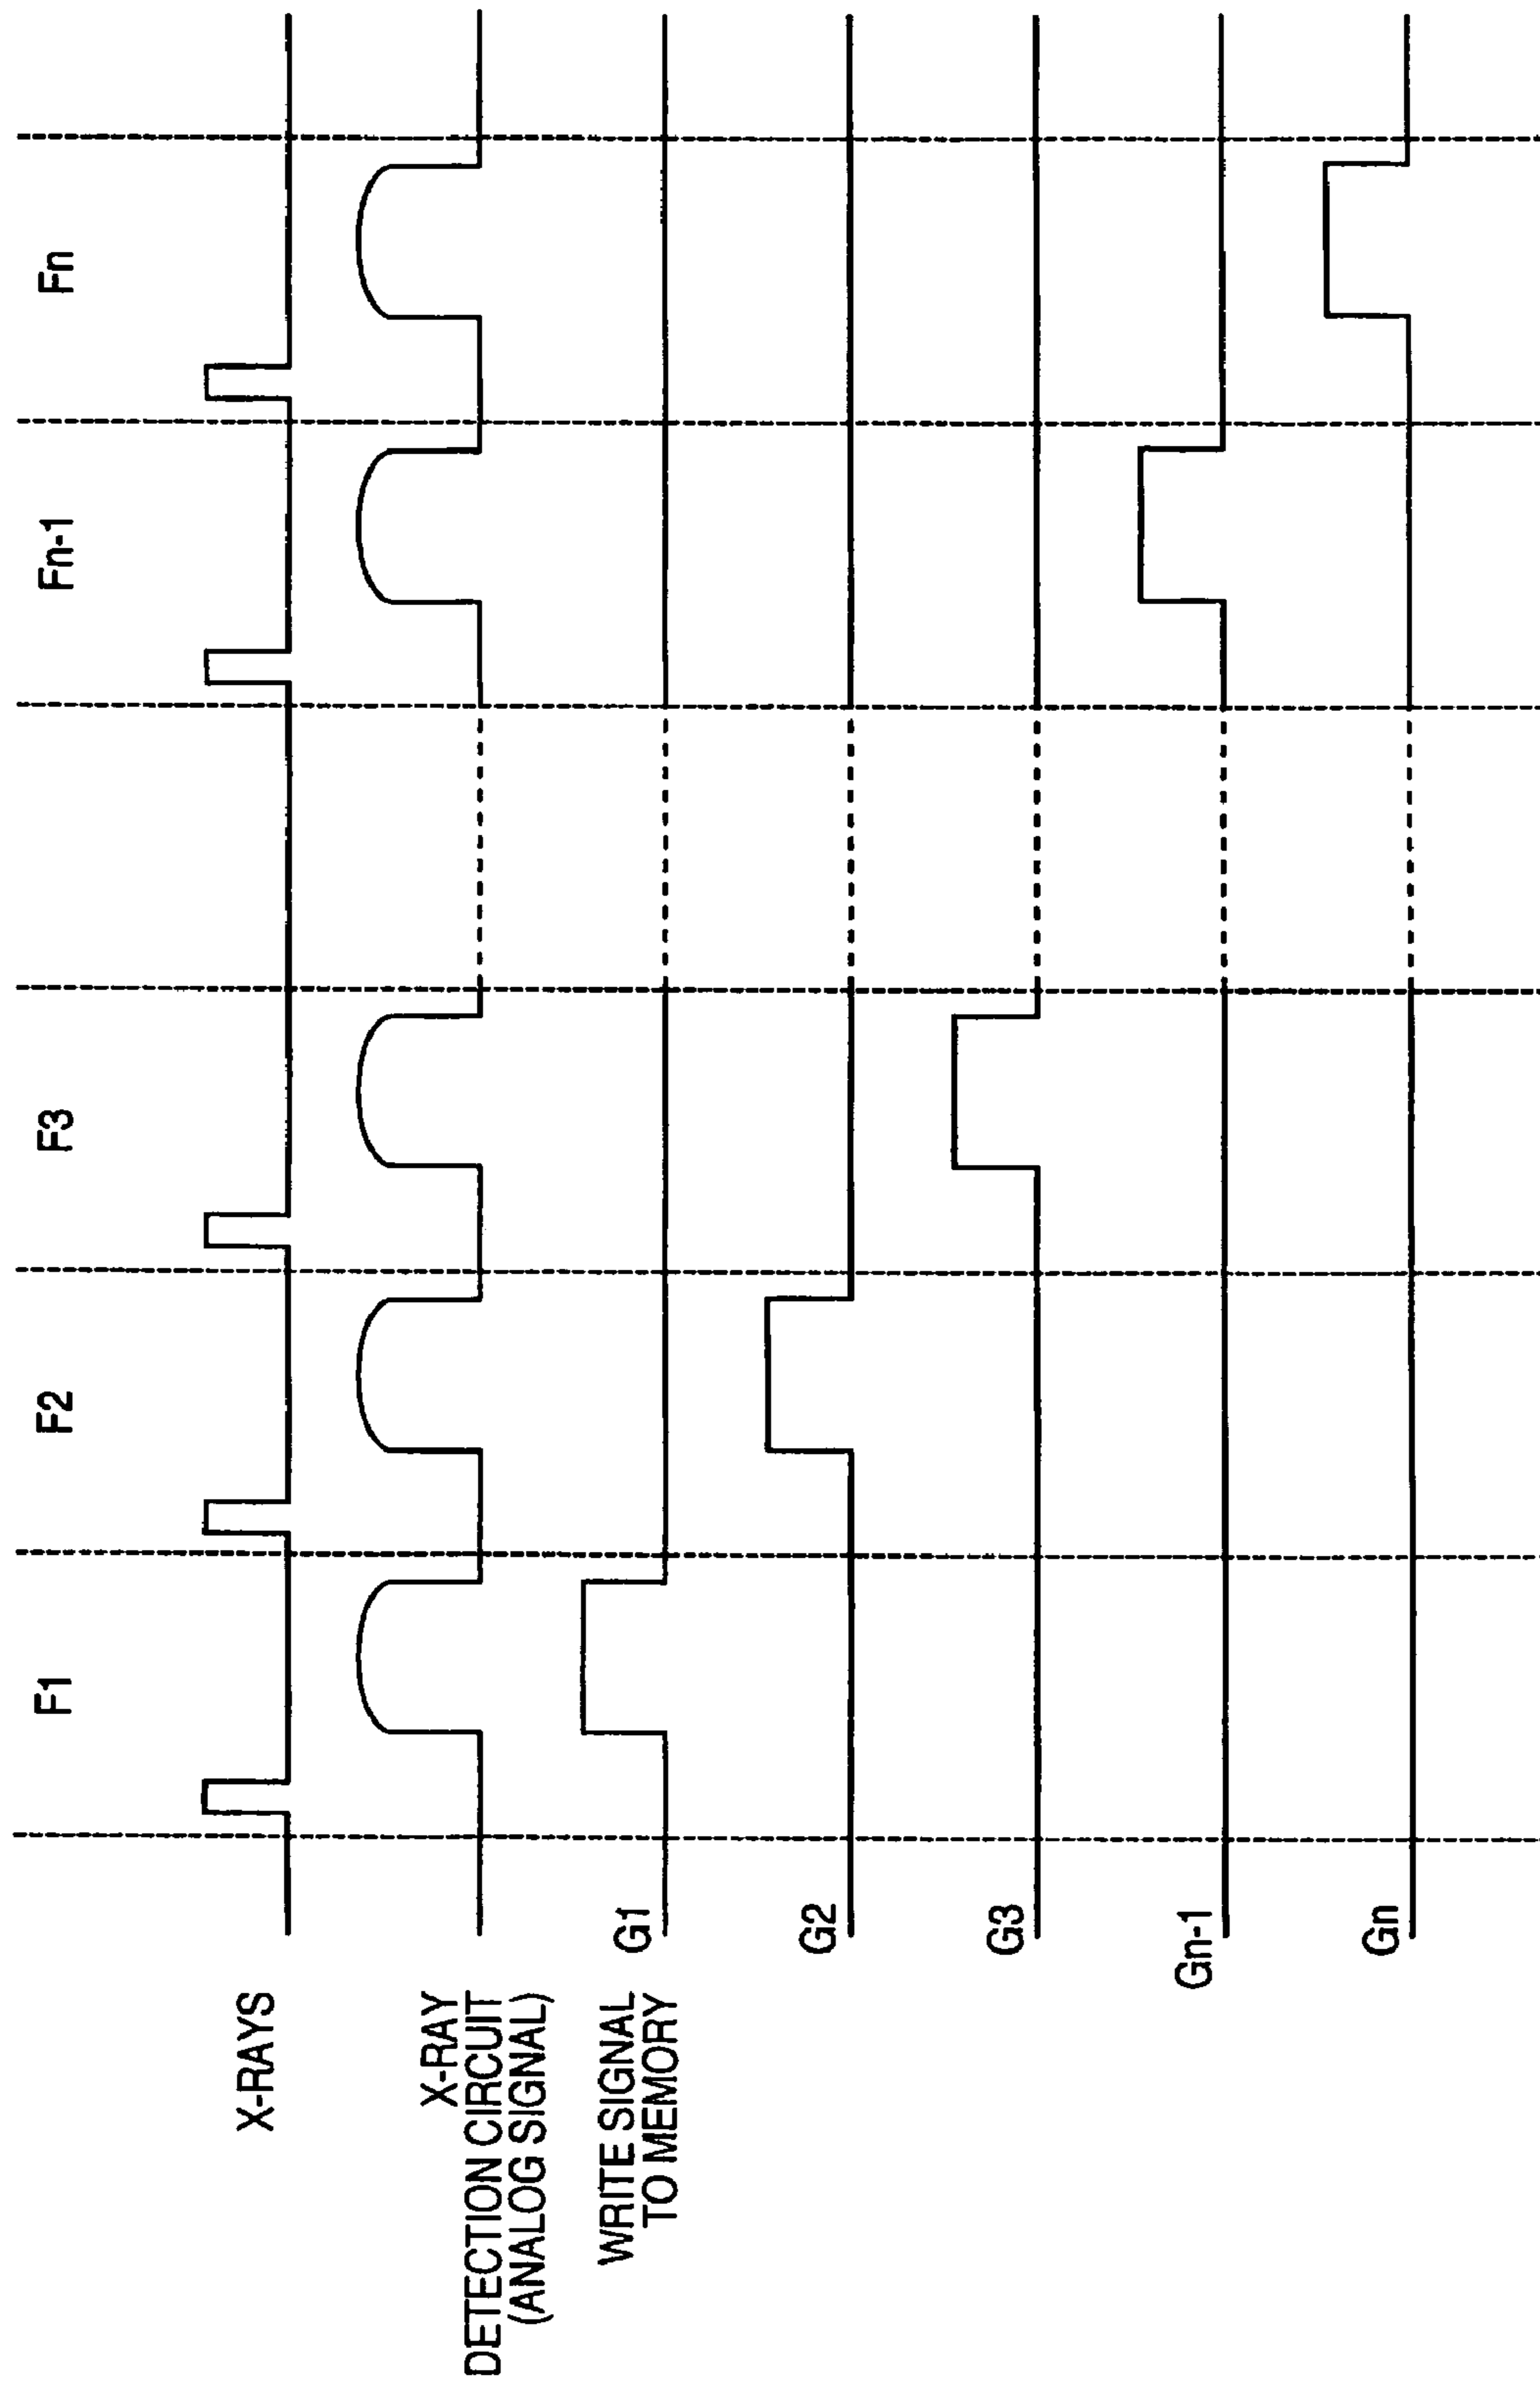 F1
F2
F3
Fn-1
Fn
X-RAYS
X-RAY
DETECTION CIRCUIT
(ANALOG SIGNAL)
WRITE SIGNAL
TO MEMORY
G1
G2
G3
Gn-1
Gn